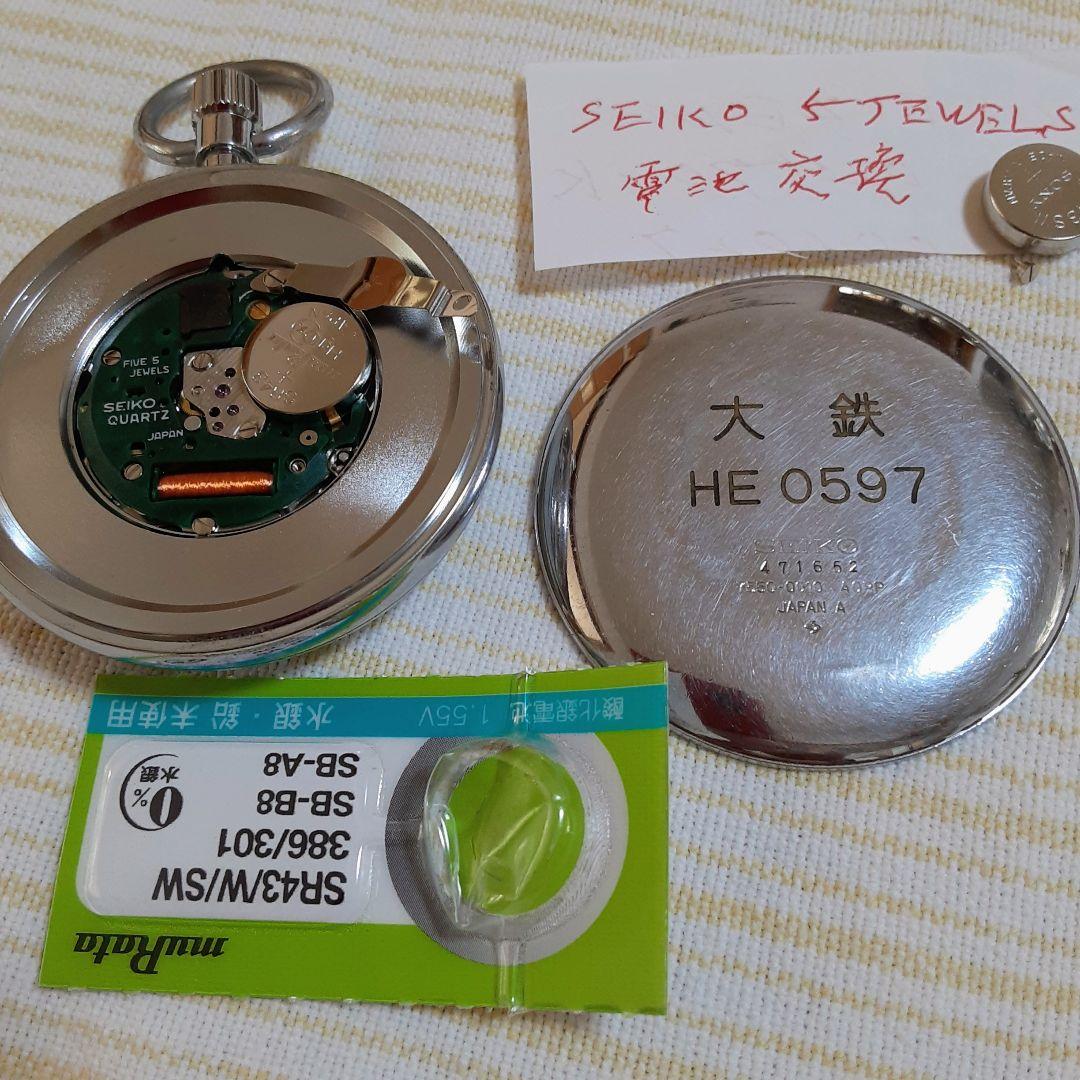 SEIKO 5 JEWELS
電池交換
FIVE 5
JEWELS
SEIKO
QUARTZ
JAPAN
大鉄
HE 0597
SEIKO
471652
JAPAN A
酸化銀電池 1.55V 水銀・鉛 未使用
SR43/W/SW
386/301
SB-B8
SB-A8
水銀
0%
muRata